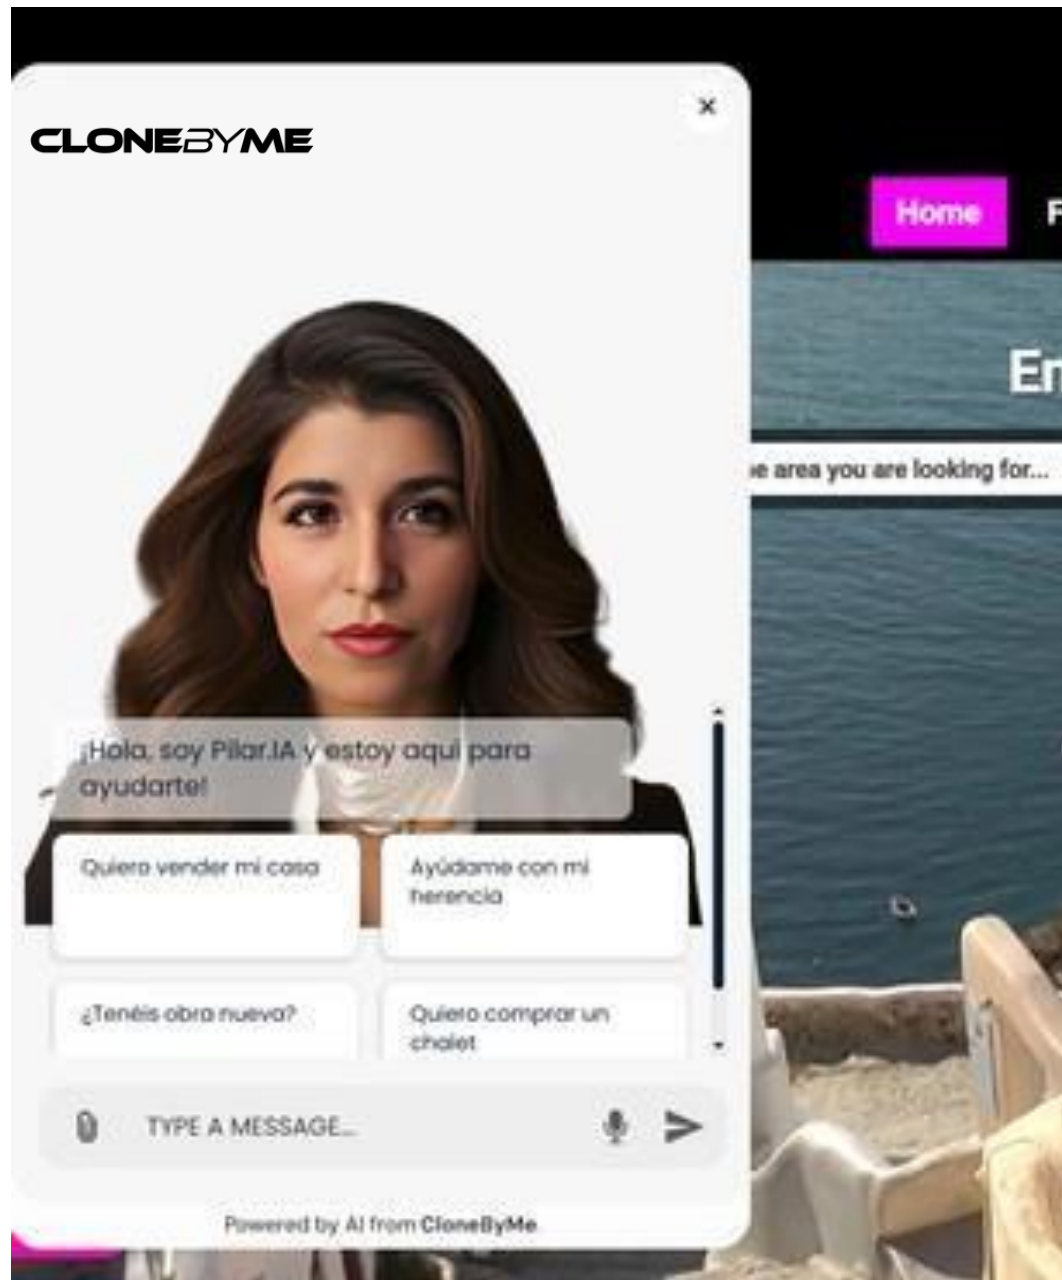 CLONEBYME
Home
¡Hola, soy Pilar.IA y estoy aquí para
ayudarte!
Quiero vender mi casa
Ayúdame con mi
herencia
¿Tenéis obra nueva?
Quiero comprar un
chalet
TYPE A MESSAGE...
Powered by AI from CloneByMe
area you are looking for...